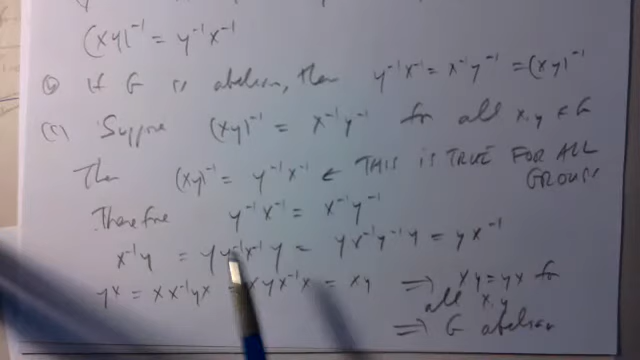 (xy)⁻¹ = y⁻¹x⁻¹
(b) If G is abelian, then y⁻¹x⁻¹ = x⁻¹y⁻¹ = (xy)⁻¹
(c) Suppose (xy)⁻¹ = x⁻¹y⁻¹ for all x,y ∈ G
Then (xy)⁻¹ = y⁻¹x⁻¹ ← THIS IS TRUE FOR ALL
GROUPS
Therefore y⁻¹x⁻¹ = x⁻¹y⁻¹
x⁻¹y = yy⁻¹x⁻¹y = yx⁻¹y⁻¹y = yx⁻¹
yx = xx⁻¹yx = xyx⁻¹x = xy ⟹ xy = yx for
all x,y
⟹ G abelian